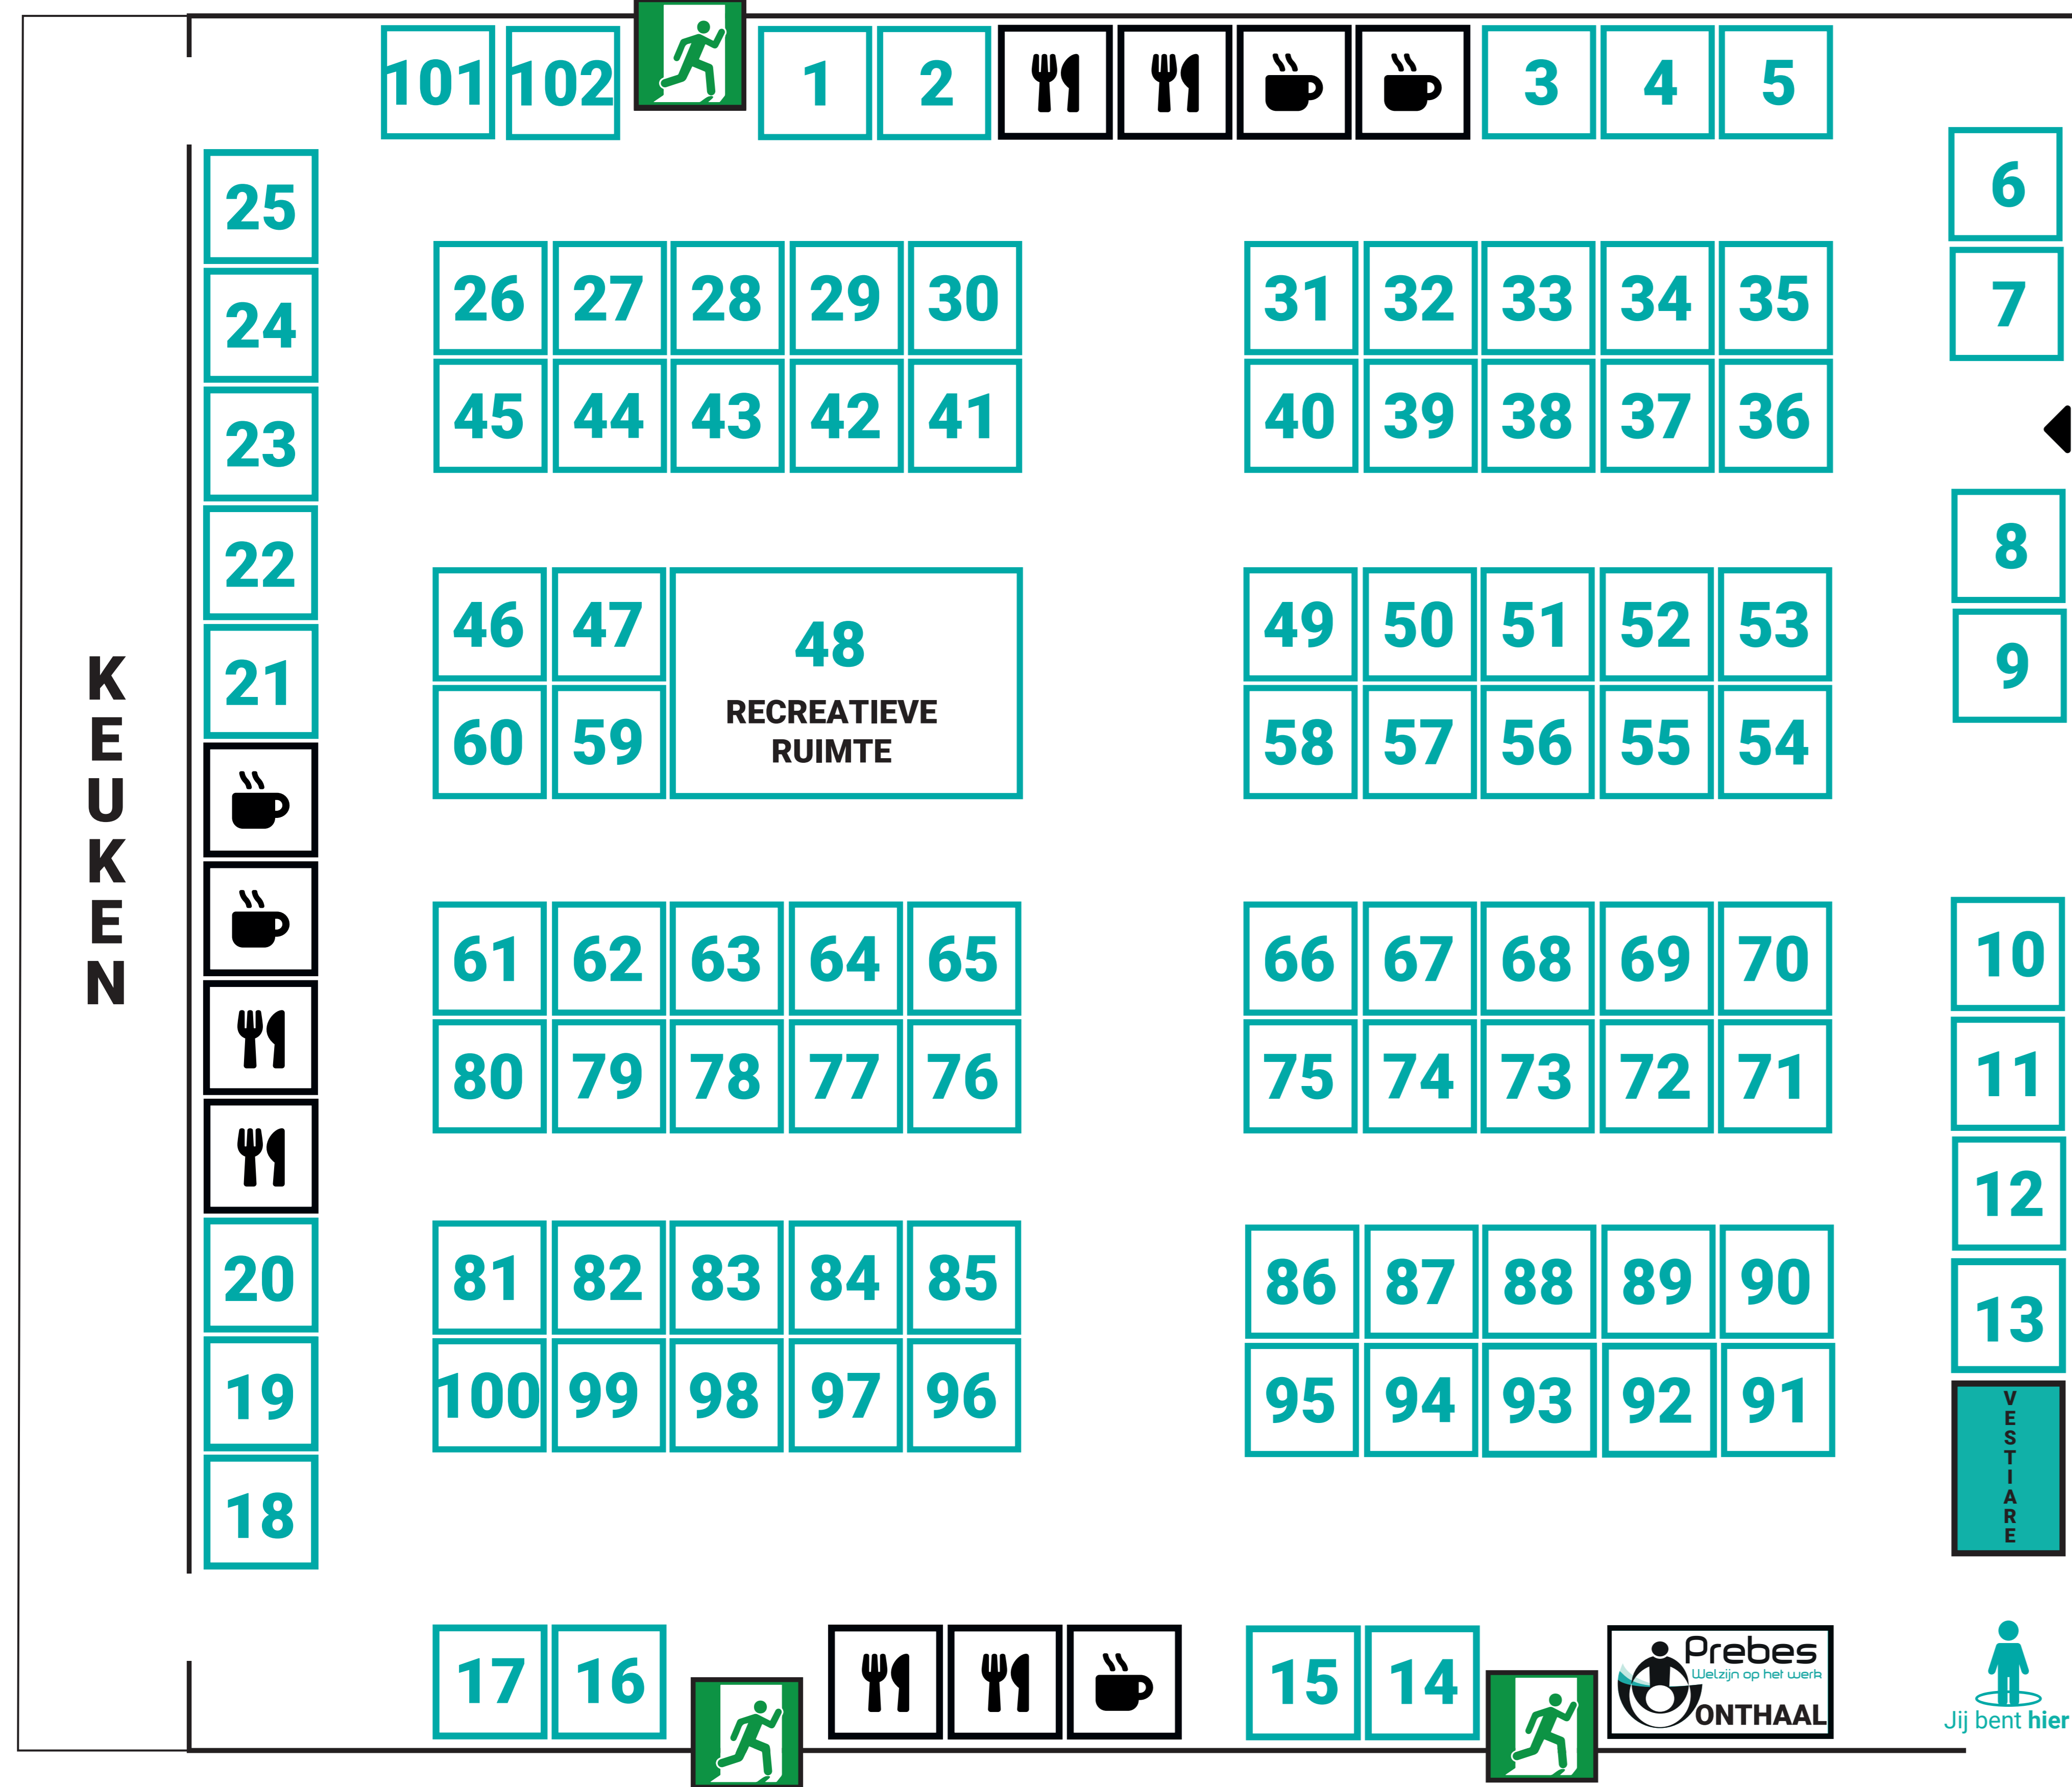 101 102 1 2 3 4 5
6
25
7
24
26 27 28 29 30 31 32 33 34 35
23
45 44 43 42 41 40 39 38 37 36
22
8
21
46 47 48 49 50 51 52 53
9
RECREATIEVE
RUIMTE
60 59 58 57 56 55 54
KEUKEN
61 62 63 64 65 66 67 68 69 70
10
80 79 78 77 76 75 74 73 72 71
11
12
20
81 82 83 84 85 86 87 88 89 90
13
19
100 99 98 97 96 95 94 93 92 91
VESTIARE
18
17 16 15 14
Prebes
Welzijn op het werk
ONTHAAL
Jij bent hier